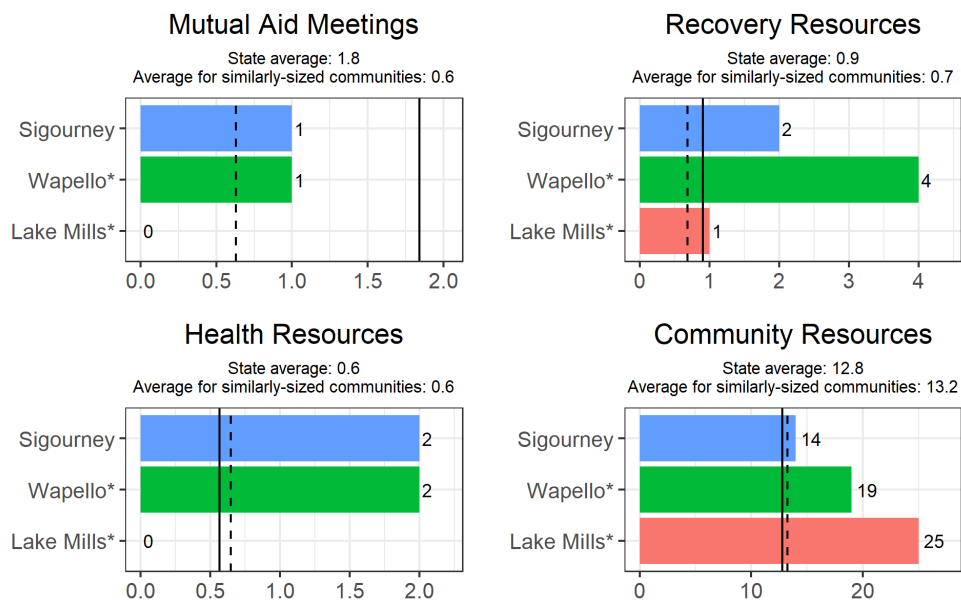 Mutual Aid Meetings
State average: 1.8
Average for similarly-sized communities: 0.6
Sigourney
1
Wapello*
1
Lake Mills*
0
0.0 0.5 1.0 1.5 2.0
Recovery Resources
State average: 0.9
Average for similarly-sized communities: 0.7
Sigourney
2
Wapello*
4
Lake Mills*
1
0 1 2 3 4
Health Resources
State average: 0.6
Average for similarly-sized communities: 0.6
Sigourney
2
Wapello*
2
Lake Mills*
0
0.0 0.5 1.0 1.5 2.0
Community Resources
State average: 12.8
Average for similarly-sized communities: 13.2
Sigourney
14
Wapello*
19
Lake Mills*
25
0 10 20